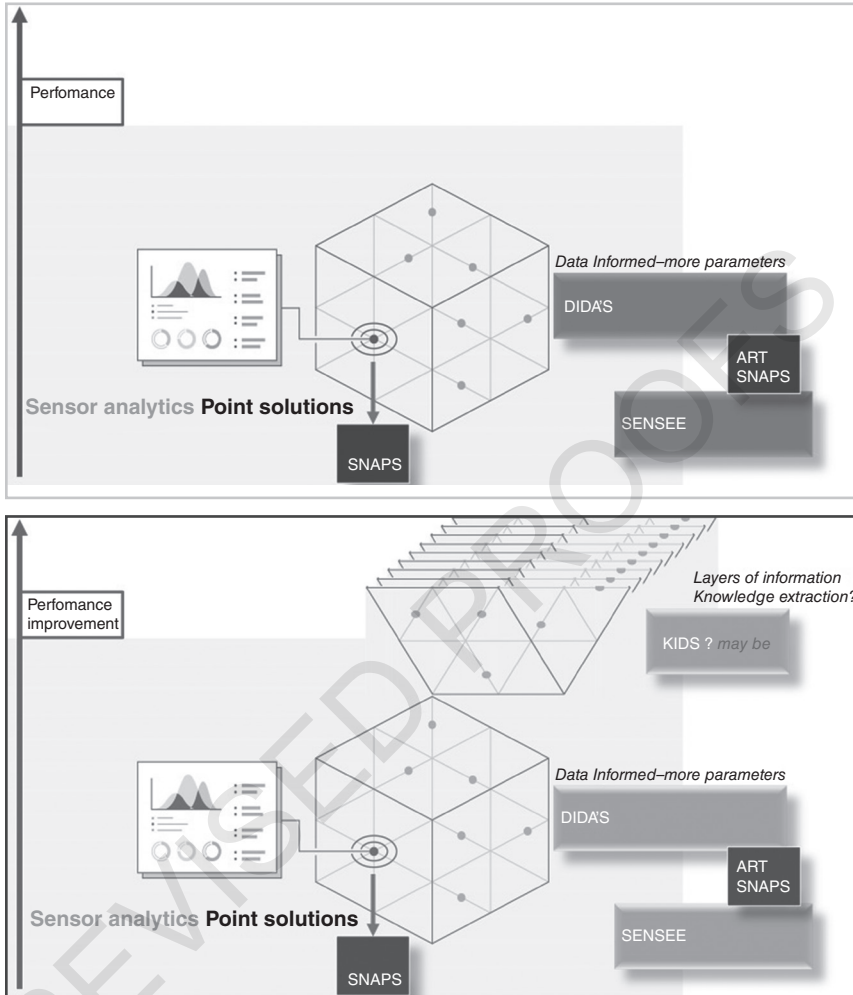 Perfomance
Data Informed–more parameters
DIDA'S
ART
SNAPS
Sensor analytics Point solutions
SENSEE
SNAPS
Layers of information
Knowledge extraction?
Perfomance
improvement
KIDS ? may be
Data Informed–more parameters
DIDA'S
ART
SNAPS
Sensor analytics Point solutions
SENSEE
SNAPS
REVISED PROOFS